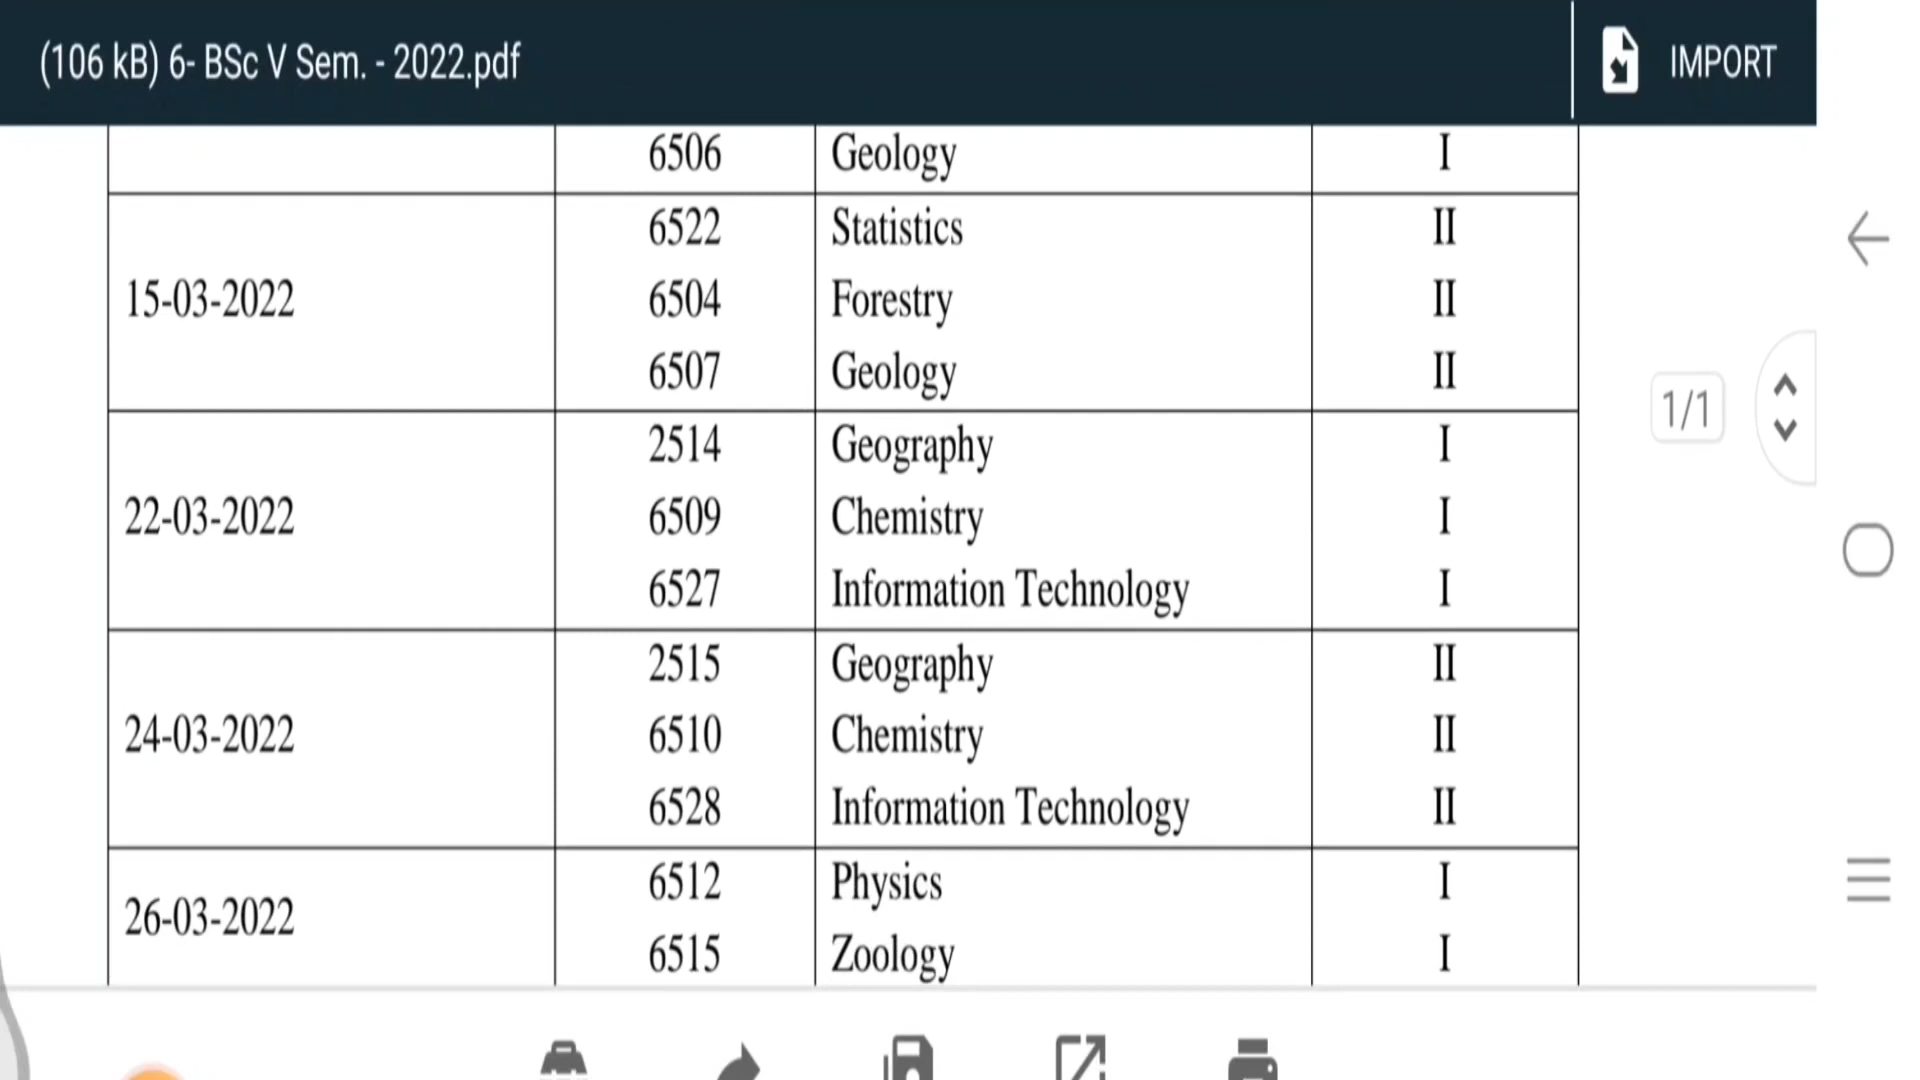 (106 kB) 6- BSc V Sem. - 2022.pdf IMPORT
6506 Geology I
6522 Statistics II
15-03-2022 6504 Forestry II
6507 Geology II
1/1
2514 Geography I
22-03-2022 6509 Chemistry I
6527 Information Technology I
2515 Geography II
24-03-2022 6510 Chemistry II
6528 Information Technology II
6512 Physics I
26-03-2022
6515 Zoology I